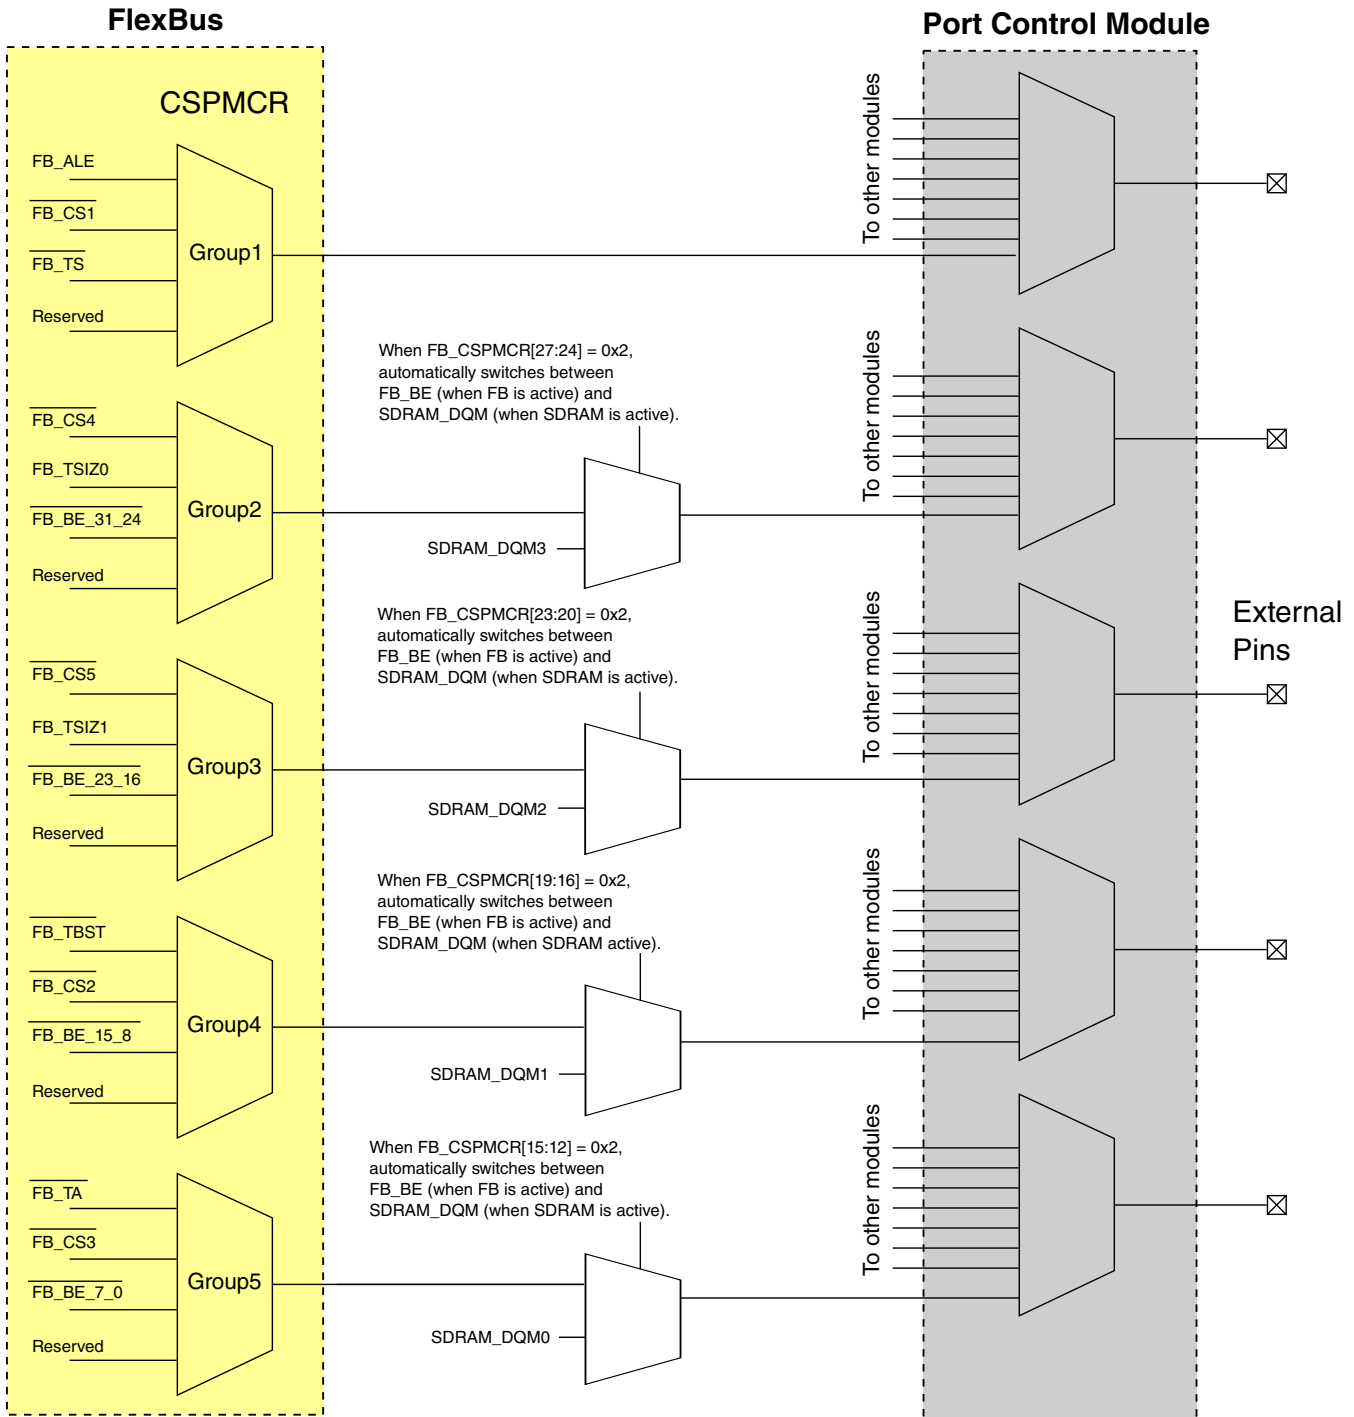 FlexBus
Port Control Module
CSPMCR
FB_ALE
FB_CS1
FB_TS
Reserved
Group1
To other modules
When FB_CSPMCR[27:24] = 0x2,
automatically switches between
FB_BE (when FB is active) and
SDRAM_DQM (when SDRAM is active).
FB_CS4
FB_TSIZ0
FB_BE_31_24
Reserved
Group2
SDRAM_DQM3
To other modules
When FB_CSPMCR[23:20] = 0x2,
automatically switches between
FB_BE (when FB is active) and
SDRAM_DQM (when SDRAM is active).
FB_CS5
FB_TSIZ1
FB_BE_23_16
Reserved
Group3
SDRAM_DQM2
To other modules
External
Pins
When FB_CSPMCR[19:16] = 0x2,
automatically switches between
FB_BE (when FB is active) and
SDRAM_DQM (when SDRAM active).
FB_TBST
FB_CS2
FB_BE_15_8
Reserved
Group4
SDRAM_DQM1
To other modules
When FB_CSPMCR[15:12] = 0x2,
automatically switches between
FB_BE (when FB is active) and
SDRAM_DQM (when SDRAM is active).
FB_TA
FB_CS3
FB_BE_7_0
Reserved
Group5
SDRAM_DQM0
To other modules